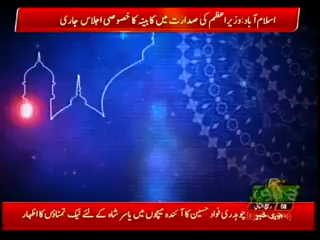 اسلام آباد:وزیراعظم کی صدارت میں کابینہ کا خصوصی اجلاس جاری
08
چوہدری فواد حسین کا آئندہ میچوں میں یاسر شاہ کے لئے نیک تمناؤں کا اظہار